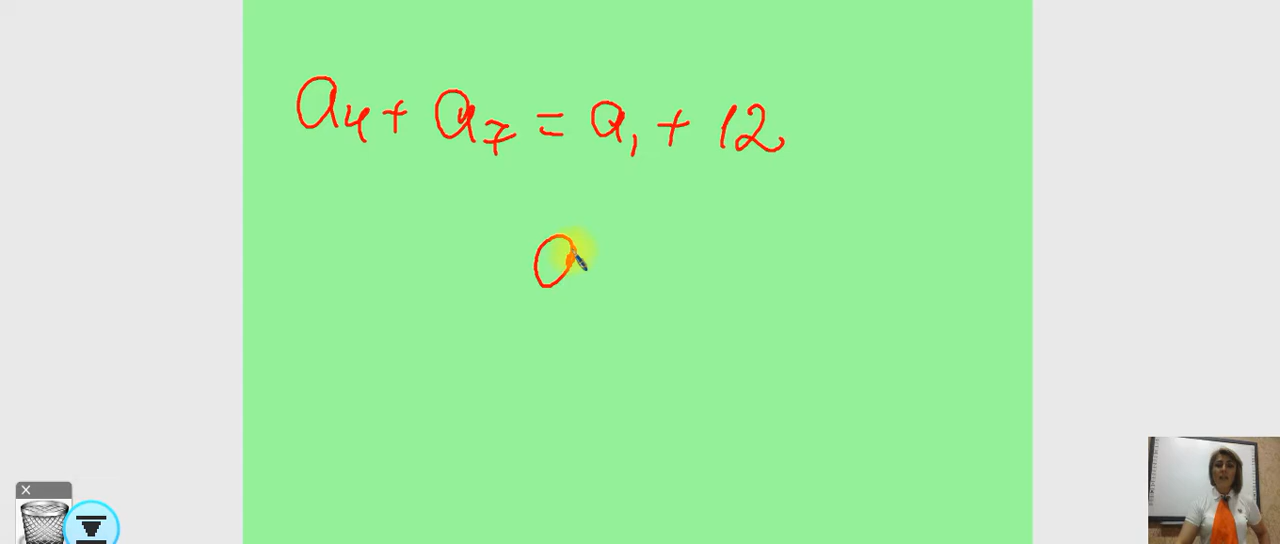 a₄ + a₇ = a₁ + 12